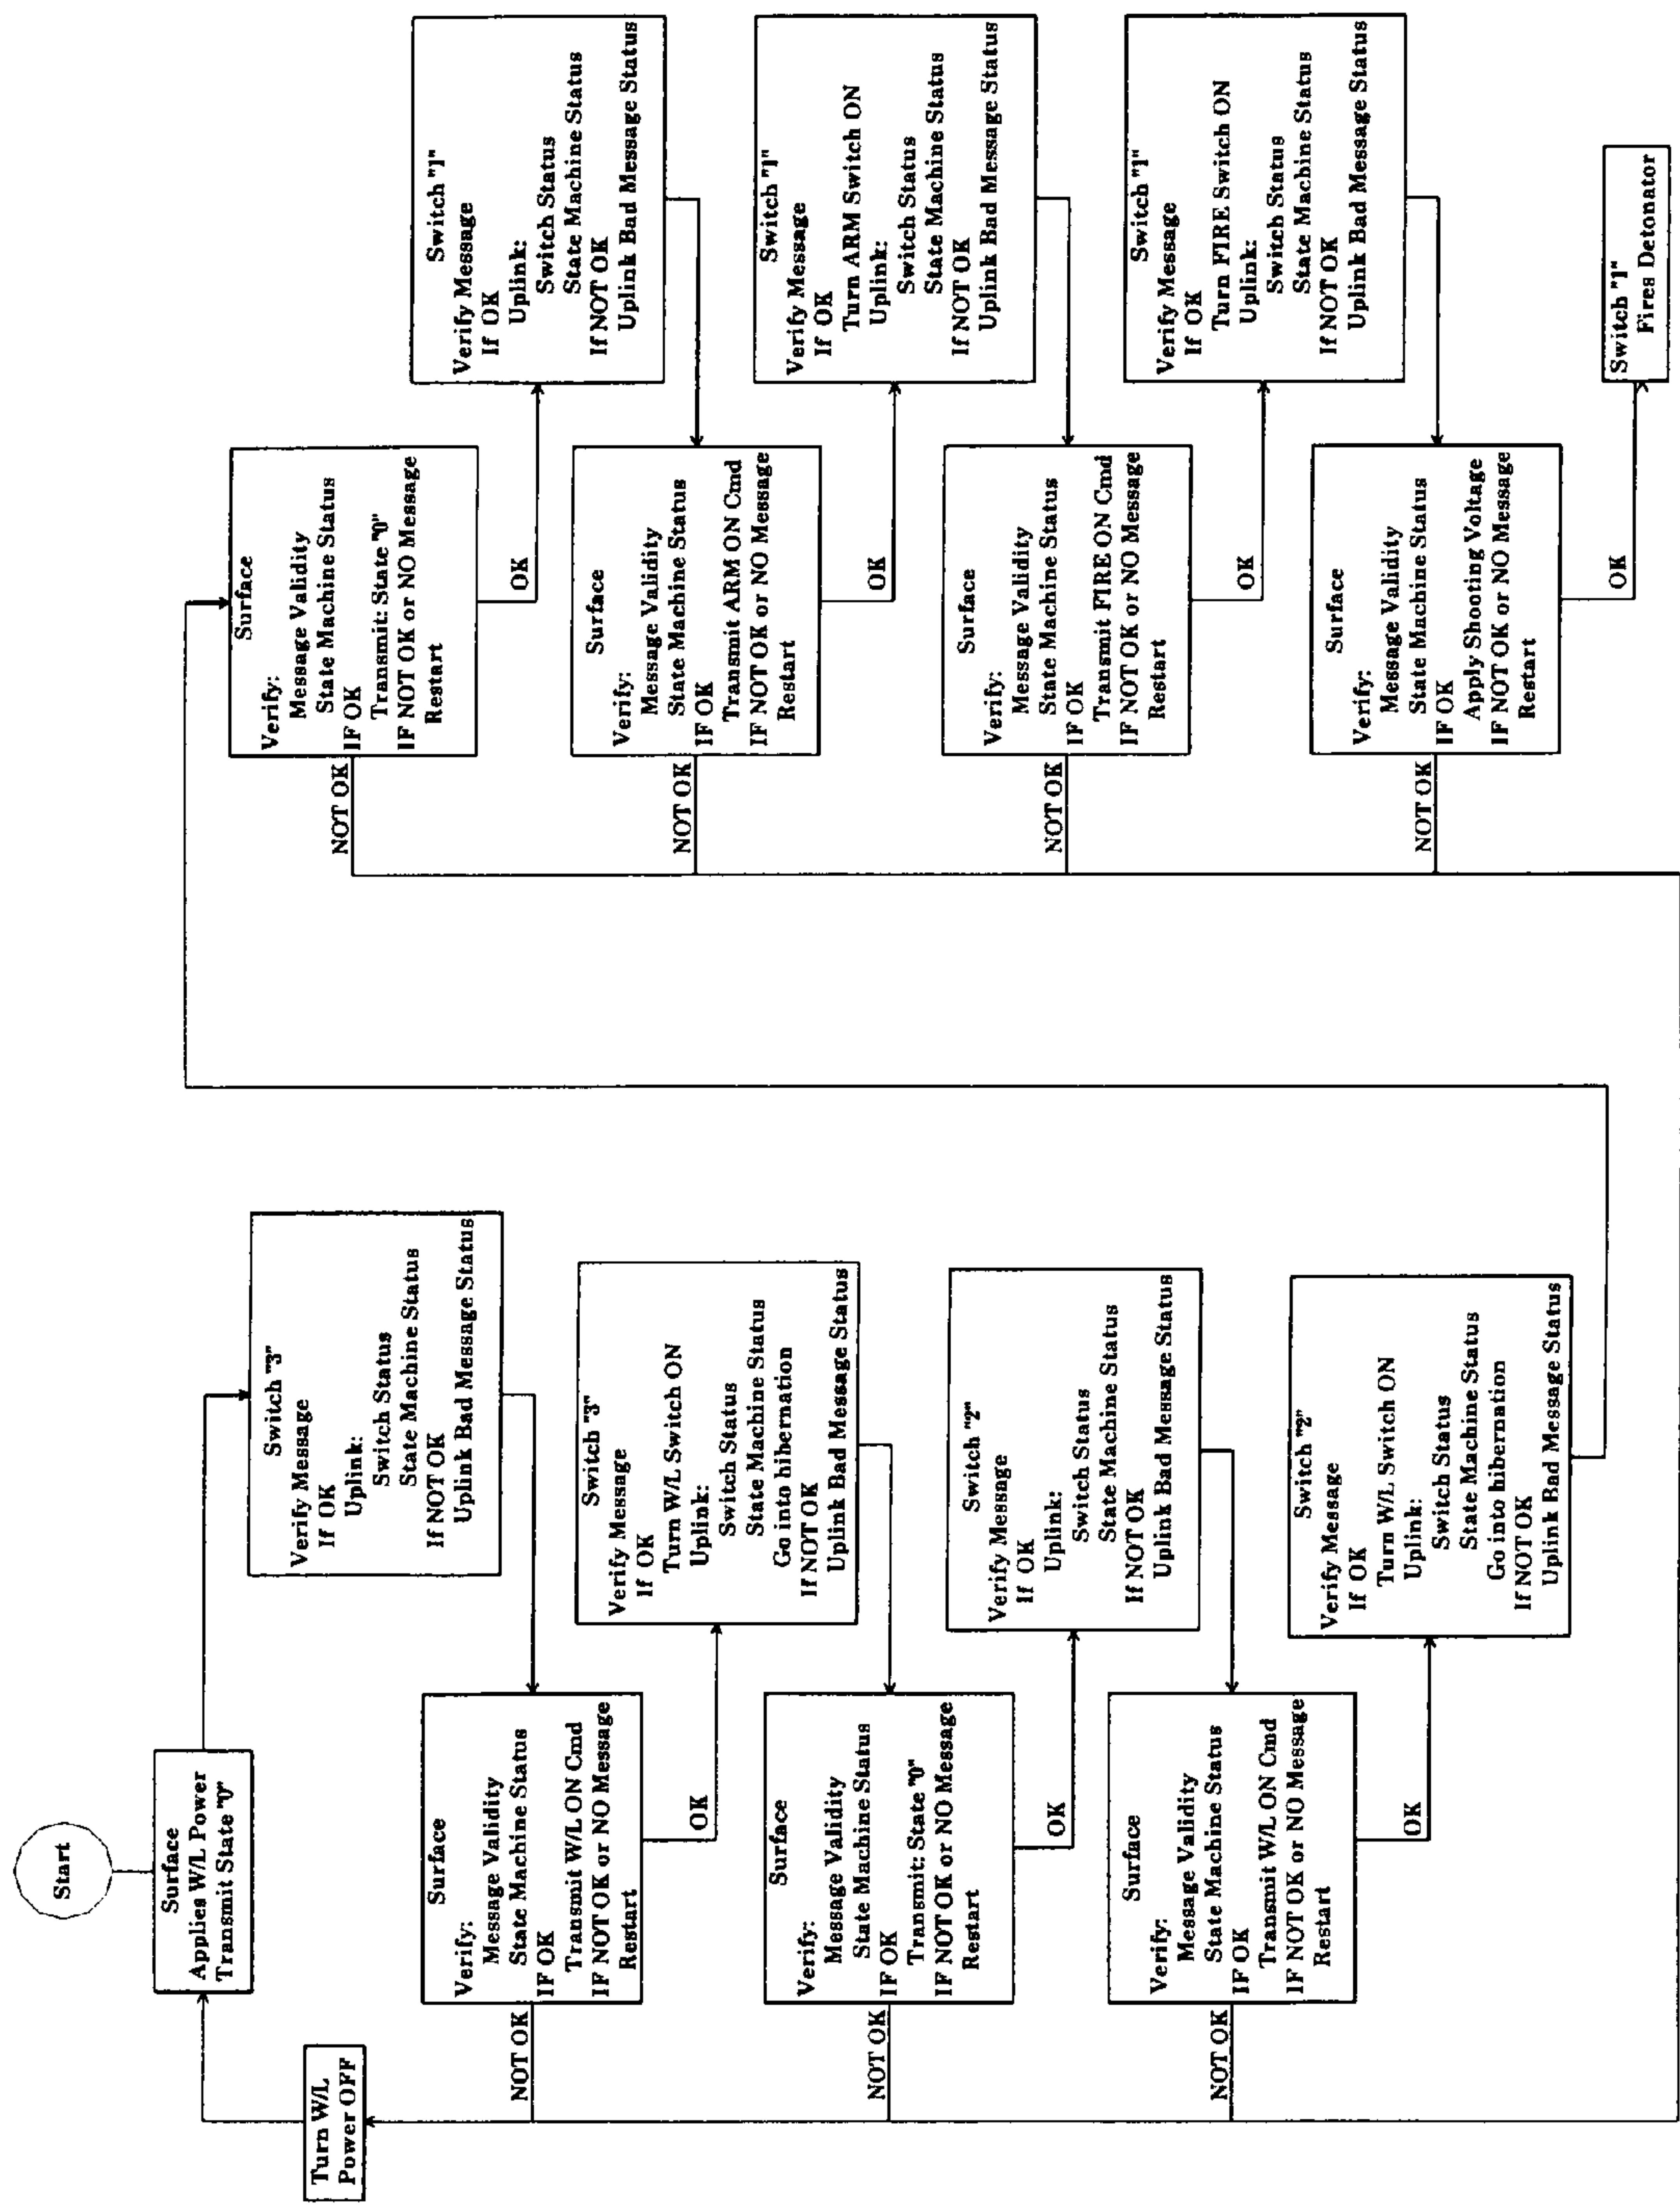 Start
Surface
Applies W/L Power
Transmit State "0"
Turn W/L
Power OFF
Switch "3"
Verify Message
If OK
Uplink:
Switch Status
State Machine Status
If NOT OK
Uplink Bad Message Status
Surface
Verify:
Message Validity
State Machine Status
IF OK
Transmit W/L ON Cmd
IF NOT OK or NO Message
Restart
NOT OK
OK
Switch "3"
Verify Message
If OK
Turn W/L Switch ON
Uplink:
Switch Status
State Machine Status
Go into hibernation
If NOT OK
Uplink Bad Message Status
Surface
Verify:
Message Validity
State Machine Status
IF OK
Transmit: State "0"
IF NOT OK or NO Message
Restart
NOT OK
OK
Switch "2"
Verify Message
If OK
Uplink:
Switch Status
State Machine Status
If NOT OK
Uplink Bad Message Status
Surface
Verify:
Message Validity
State Machine Status
IF OK
Transmit W/L ON Cmd
IF NOT OK or NO Message
Restart
NOT OK
OK
Switch "2"
Verify Message
If OK
Turn W/L Switch ON
Uplink:
Switch Status
State Machine Status
Go into hibernation
If NOT OK
Uplink Bad Message Status
Surface
Verify:
Message Validity
State Machine Status
IF OK
Transmit: State "0"
IF NOT OK or NO Message
Restart
NOT OK
OK
Switch "1"
Verify Message
If OK
Uplink:
Switch Status
State Machine Status
If NOT OK
Uplink Bad Message Status
Surface
Verify:
Message Validity
State Machine Status
IF OK
Transmit ARM ON Cmd
IF NOT OK or NO Message
Restart
NOT OK
OK
Switch "1"
Verify Message
If OK
Turn ARM Switch ON
Uplink:
Switch Status
State Machine Status
If NOT OK
Uplink Bad Message Status
Surface
Verify:
Message Validity
State Machine Status
IF OK
Transmit FIRE ON Cmd
IF NOT OK or NO Message
Restart
NOT OK
OK
Switch "1"
Verify Message
If OK
Turn FIRE Switch ON
Uplink:
Switch Status
State Machine Status
If NOT OK
Uplink Bad Message Status
Surface
Verify:
Message Validity
State Machine Status
IF OK
Apply Shooting Voltage
IF NOT OK or NO Message
Restart
NOT OK
OK
Switch "1"
Fires Detonator